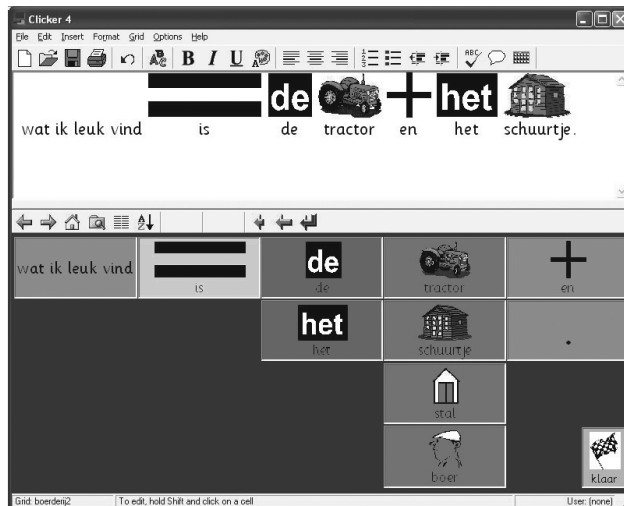 Clicker 4
File Edit Insert Format Grid Options Help
B I U ABC
de het
wat ik leuk vind is de tractor en het schuurtje.
de
wat ik leuk vind is de tractor en
het
het schuurtje .
stal
boer klaar
Grid: boerderij2 To edit, hold Shift and click on a cell User: (none)